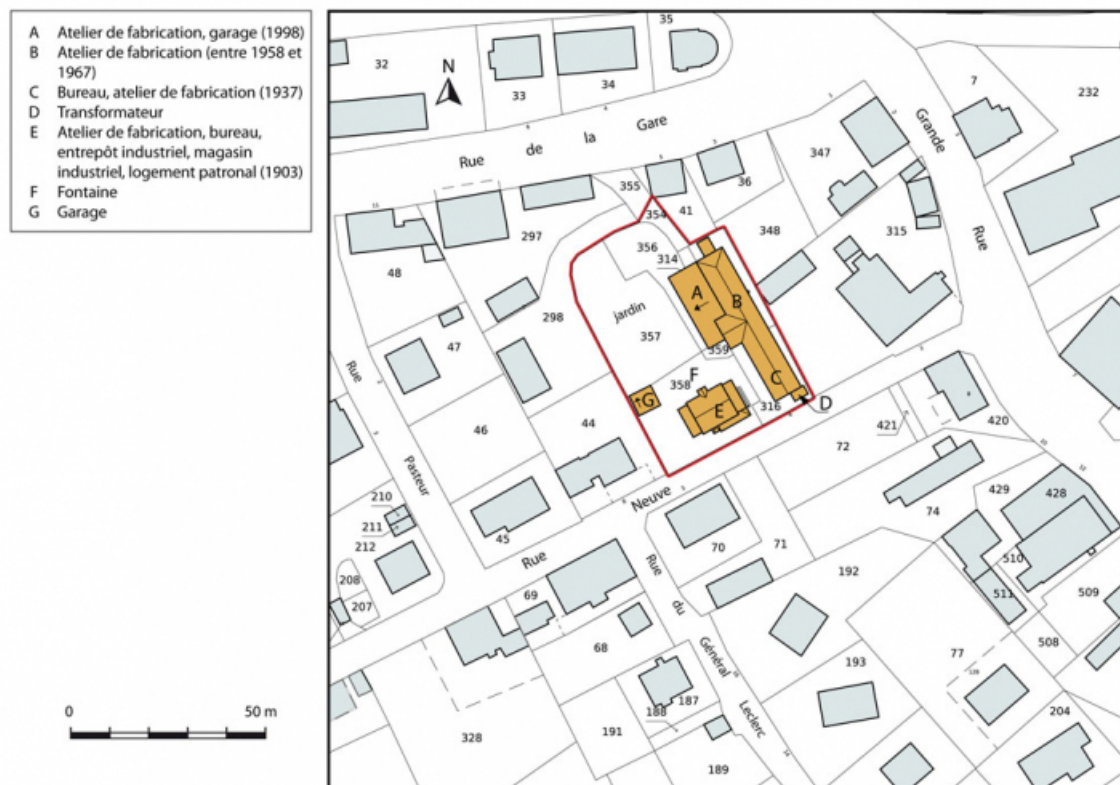 A Atelier de fabrication, garage (1998)
B Atelier de fabrication (entre 1958 et
1967)
C Bureau, atelier de fabrication (1937)
D Transformateur
E Atelier de fabrication, bureau,
entrepôt industriel, magasin
industriel, logement patronal (1903)
F Fontaine
G Garage
0 50 m
N
32
33
34
35
7
232
Rue de la Gare
Grande Rue
347
36
355
354
41
348
315
356
314
297
298
48
47
46
45
44
jardin
357
359
358
316
A
B
C
D
E
F
G
Rue Pasteur
Rue Neuve
Rue du Général Leclerc
72
421
420
74
429
428
510
511
509
508
70
71
192
193
77
204
210
211
212
208
207
69
68
187
188
191
189
328